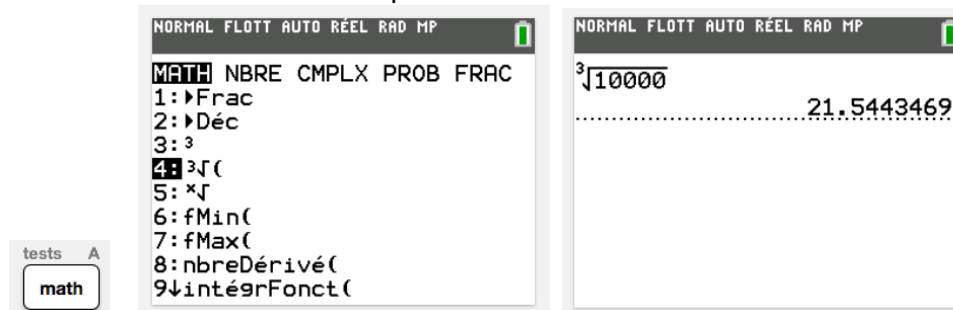 NORMAL FLOTT AUTO RÉEL RAD MP
MATH NBRE CMPLX PROB FRAC
1:▶Frac
2:▶Déc
3:³
4:³√(
5:ˣ√
6:fMin(
7:fMax(
8:nbreDérivé(
9↓intégrFonct(
tests A
math
NORMAL FLOTT AUTO RÉEL RAD MP
³√10000
21.5443469